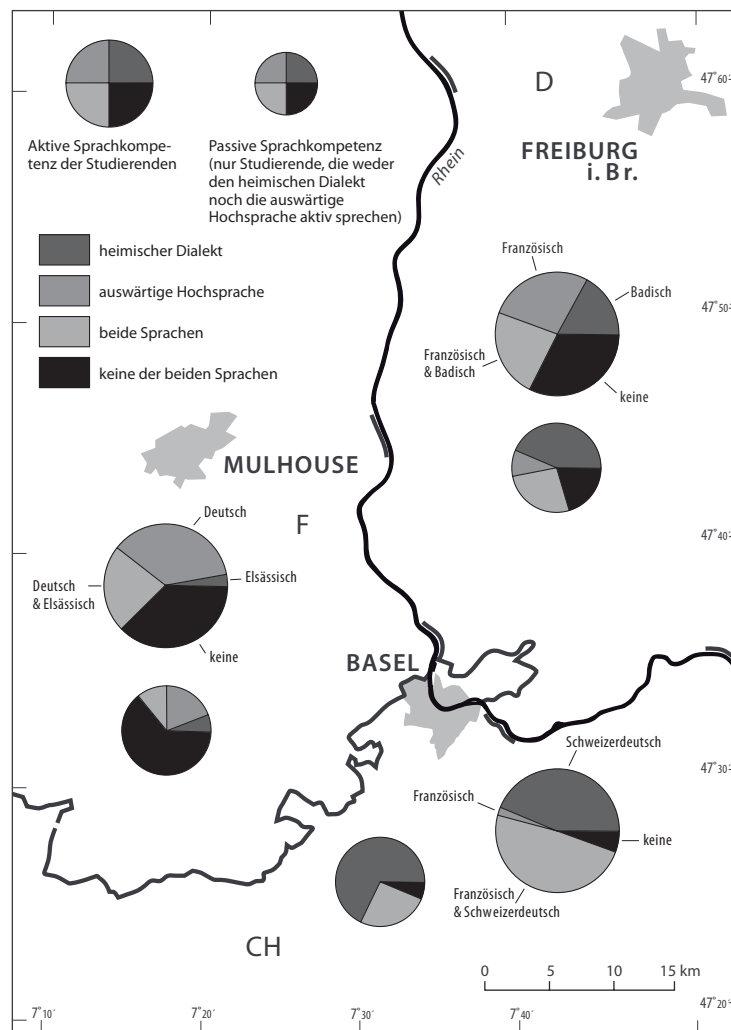 Aktive Sprachkompe-
tenz der Studierenden
Passive Sprachkompetenz
(nur Studierende, die weder
den heimischen Dialekt
noch die auswärtige
Hochsprache aktiv sprechen)
heimischer Dialekt
auswärtige Hochsprache
beide Sprachen
keine der beiden Sprachen
Rhein
D
FREIBURG
i. Br.
47°60'
Französisch
Badisch
Französisch
& Badisch
keine
47°50'
MULHOUSE
F
Deutsch
Elsässisch
Deutsch
& Elsässisch
keine
47°40'
BASEL
Schweizerdeutsch
Französisch
keine
Französisch
& Schweizerdeutsch
47°30'
CH
0 5 10 15 km
47°20'
7°10' 7°20' 7°30' 7°40'